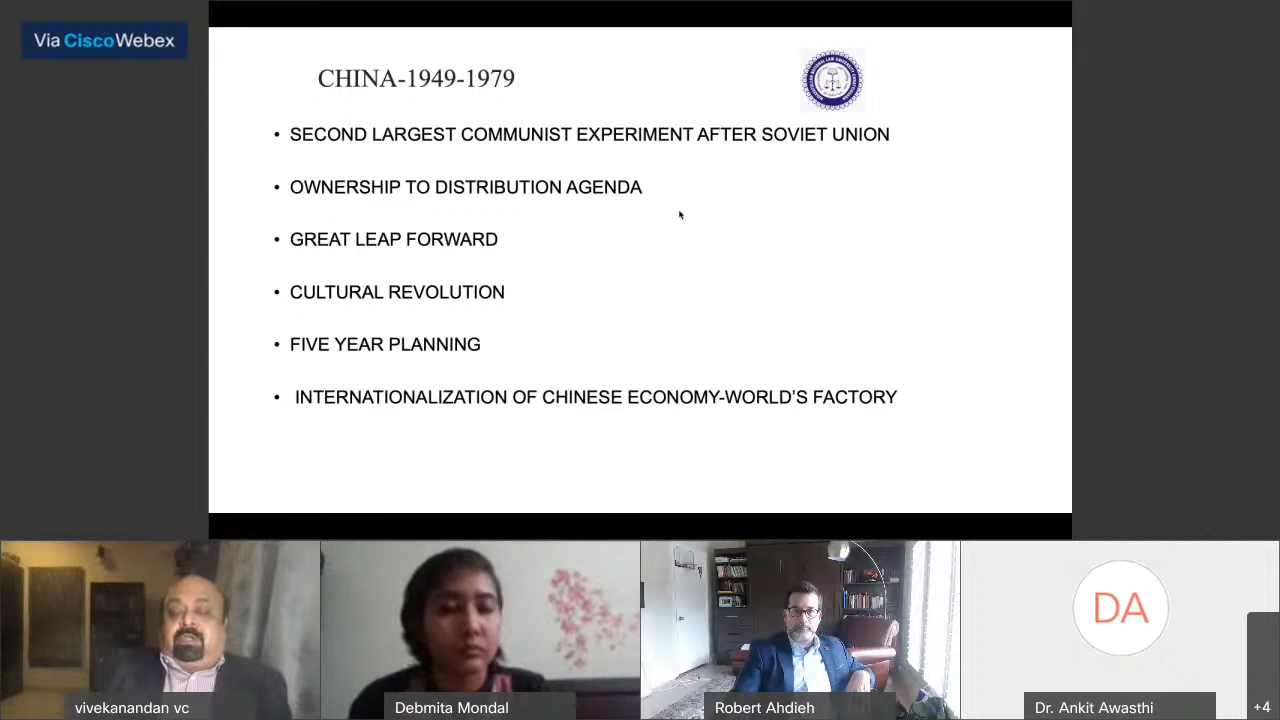 Via Cisco Webex
CHINA-1949-1979
• SECOND LARGEST COMMUNIST EXPERIMENT AFTER SOVIET UNION
• OWNERSHIP TO DISTRIBUTION AGENDA
• GREAT LEAP FORWARD
• CULTURAL REVOLUTION
• FIVE YEAR PLANNING
• INTERNATIONALIZATION OF CHINESE ECONOMY-WORLD'S FACTORY
DA
vivekanandan vc
Debmita Mondal
Robert Ahdieh
Dr. Ankit Awasthi
+4